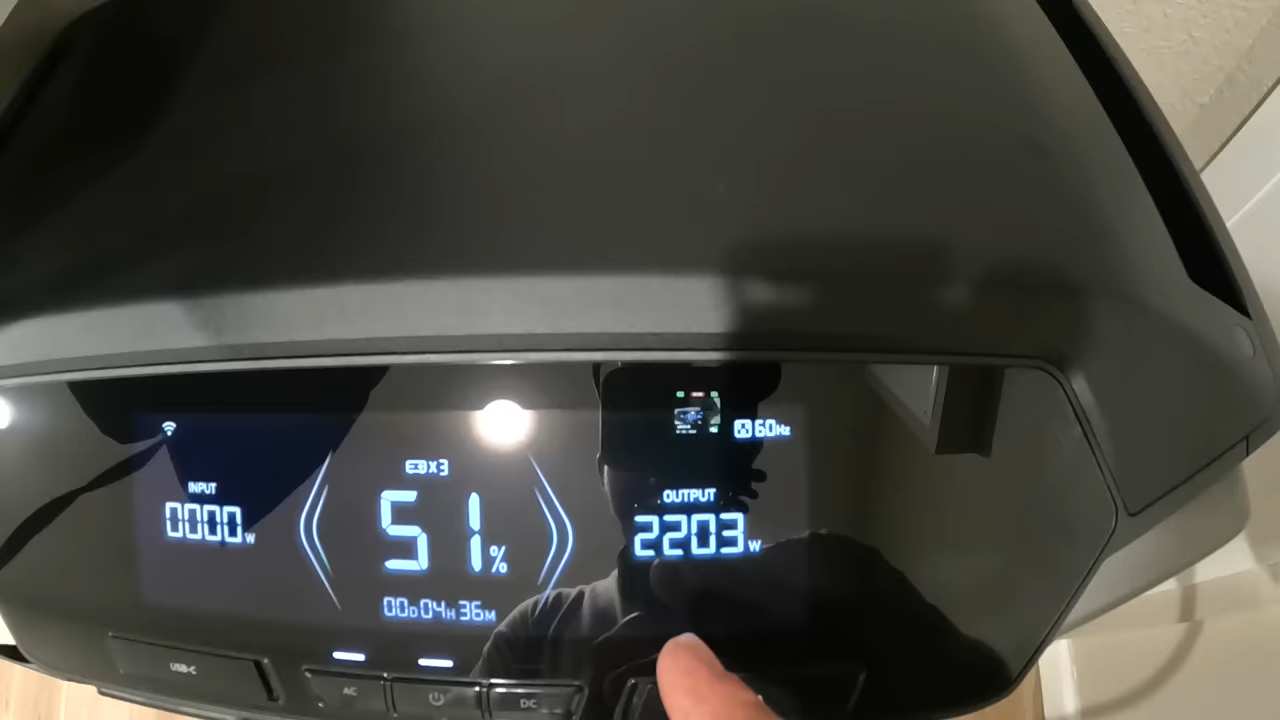 60Hz
X3
INPUT
0000W
51%
OUTPUT
2203W
00D04H36M
USB-C
AC
DC